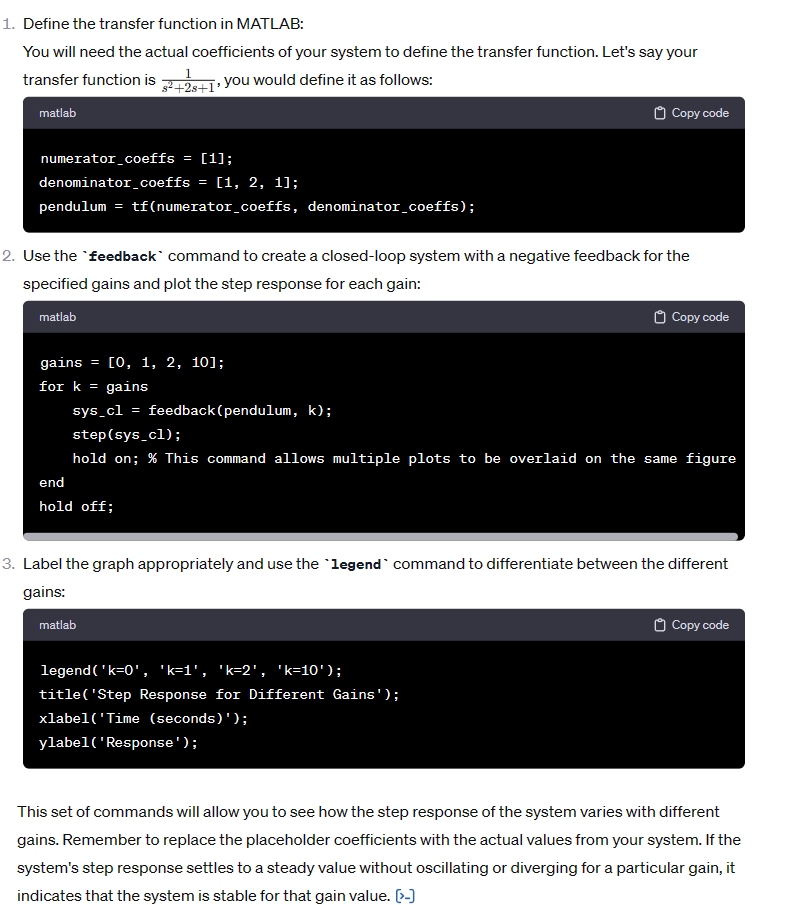 1. Define the transfer function in MATLAB:
You will need the actual coefficients of your system to define the transfer function. Let's say your
transfer function is 1/(s²+2s+1), you would define it as follows:
matlab Copy code
numerator_coeffs = [1];
denominator_coeffs = [1, 2, 1];
pendulum = tf(numerator_coeffs, denominator_coeffs);
2. Use the `feedback` command to create a closed-loop system with a negative feedback for the
specified gains and plot the step response for each gain:
matlab Copy code
gains = [0, 1, 2, 10];
for k = gains
    sys_cl = feedback(pendulum, k);
    step(sys_cl);
    hold on; % This command allows multiple plots to be overlaid on the same figure
end
hold off;
3. Label the graph appropriately and use the `legend` command to differentiate between the different
gains:
matlab Copy code
legend('k=0', 'k=1', 'k=2', 'k=10');
title('Step Response for Different Gains');
xlabel('Time (seconds)');
ylabel('Response');
This set of commands will allow you to see how the step response of the system varies with different
gains. Remember to replace the placeholder coefficients with the actual values from your system. If the
system's step response settles to a steady value without oscillating or diverging for a particular gain, it
indicates that the system is stable for that gain value. [>-]